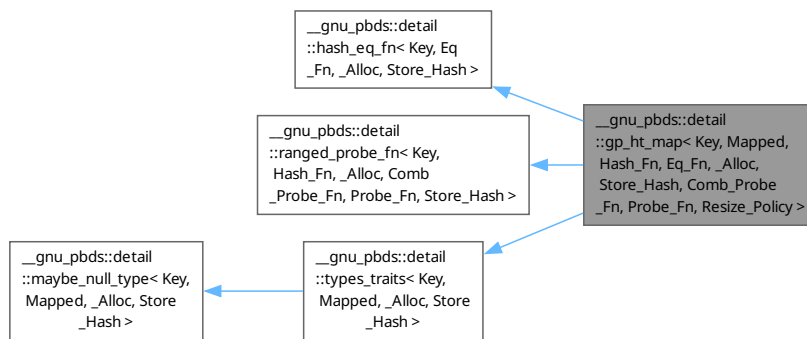 __gnu_pbds::detail
::hash_eq_fn< Key, Eq
_Fn, _Alloc, Store_Hash >
__gnu_pbds::detail
::gp_ht_map< Key, Mapped,
Hash_Fn, Eq_Fn, _Alloc,
Store_Hash, Comb_Probe
_Fn, Probe_Fn, Resize_Policy >
__gnu_pbds::detail
::ranged_probe_fn< Key,
Hash_Fn, _Alloc, Comb
_Probe_Fn, Probe_Fn, Store_Hash >
__gnu_pbds::detail
::maybe_null_type< Key,
Mapped, _Alloc, Store
_Hash >
__gnu_pbds::detail
::types_traits< Key,
Mapped, _Alloc, Store
_Hash >